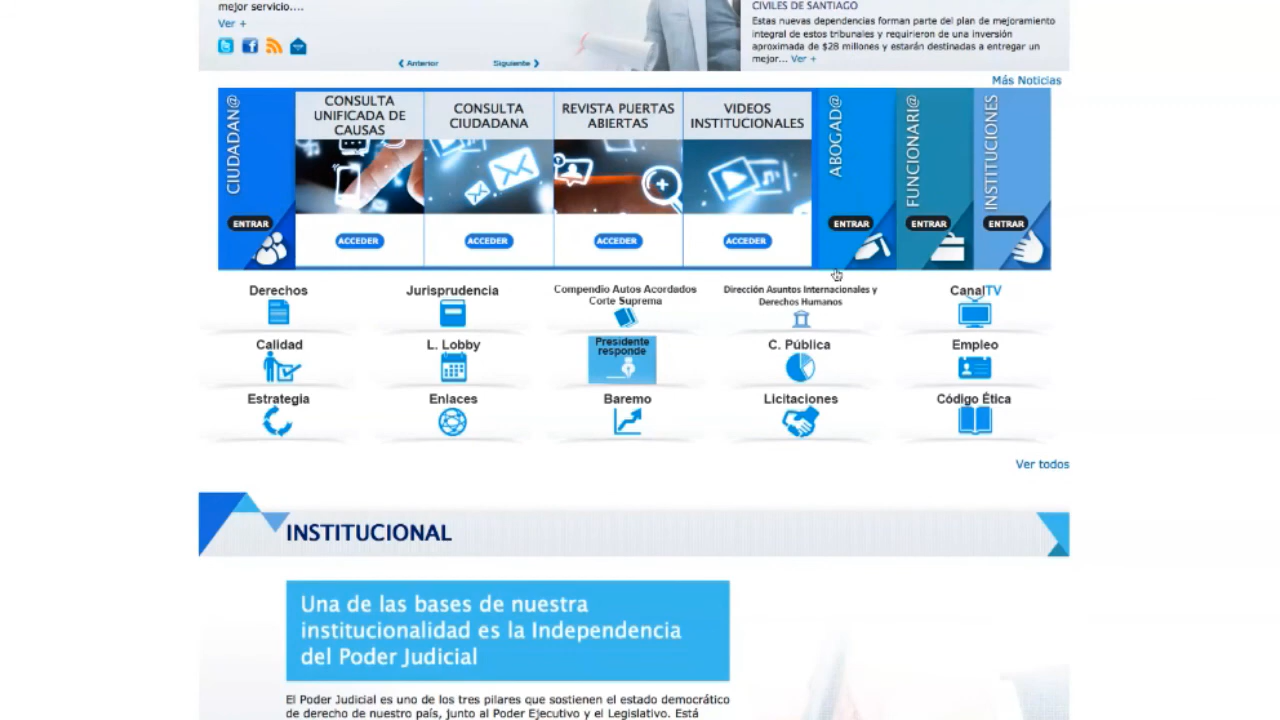 mejor servicio....
Ver +
Anterior
Siguiente
CIVILES DE SANTIAGO
Estas nuevas dependencias forman parte del plan de mejoramiento
integral de estos tribunales y requirieron de una inversión
aproximada de $28 millones y estarán destinadas a entregar un
mejor... Ver +
Más Noticias
CIUDADAN@
ENTRAR
CONSULTA
UNIFICADA DE
CAUSAS
ACCEDER
CONSULTA
CIUDADANA
ACCEDER
REVISTA PUERTAS
ABIERTAS
ACCEDER
VIDEOS
INSTITUCIONALES
ACCEDER
ABOGAD@
ENTRAR
FUNCIONARI@
ENTRAR
INSTITUCIONES
ENTRAR
Derechos
Jurisprudencia
Compendio Autos Acordados
Corte Suprema
Dirección Asuntos Internacionales y
Derechos Humanos
CanalTV
Calidad
L. Lobby
Presidente
responde
C. Pública
Empleo
Estrategia
Enlaces
Baremo
Licitaciones
Código Ética
Ver todos
INSTITUCIONAL
Una de las bases de nuestra
institucionalidad es la Independencia
del Poder Judicial
El Poder Judicial es uno de los tres pilares que sostienen el estado democrático
de derecho de nuestro país, junto al Poder Ejecutivo y el Legislativo. Está